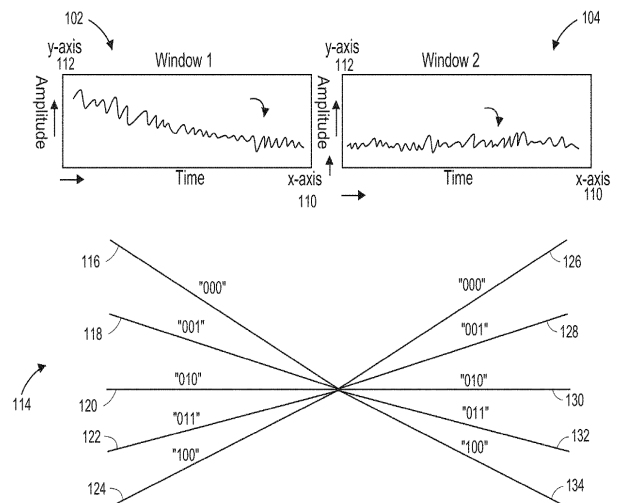 102
104
y-axis
112
Window 1
y-axis
112
Window 2
Amplitude
Amplitude
Time
x-axis
110
Time
x-axis
110
116
"000"
"000"
126
118
"001"
"001"
128
114
120
"010"
"010"
130
122
"011"
"011"
132
124
"100"
"100"
134